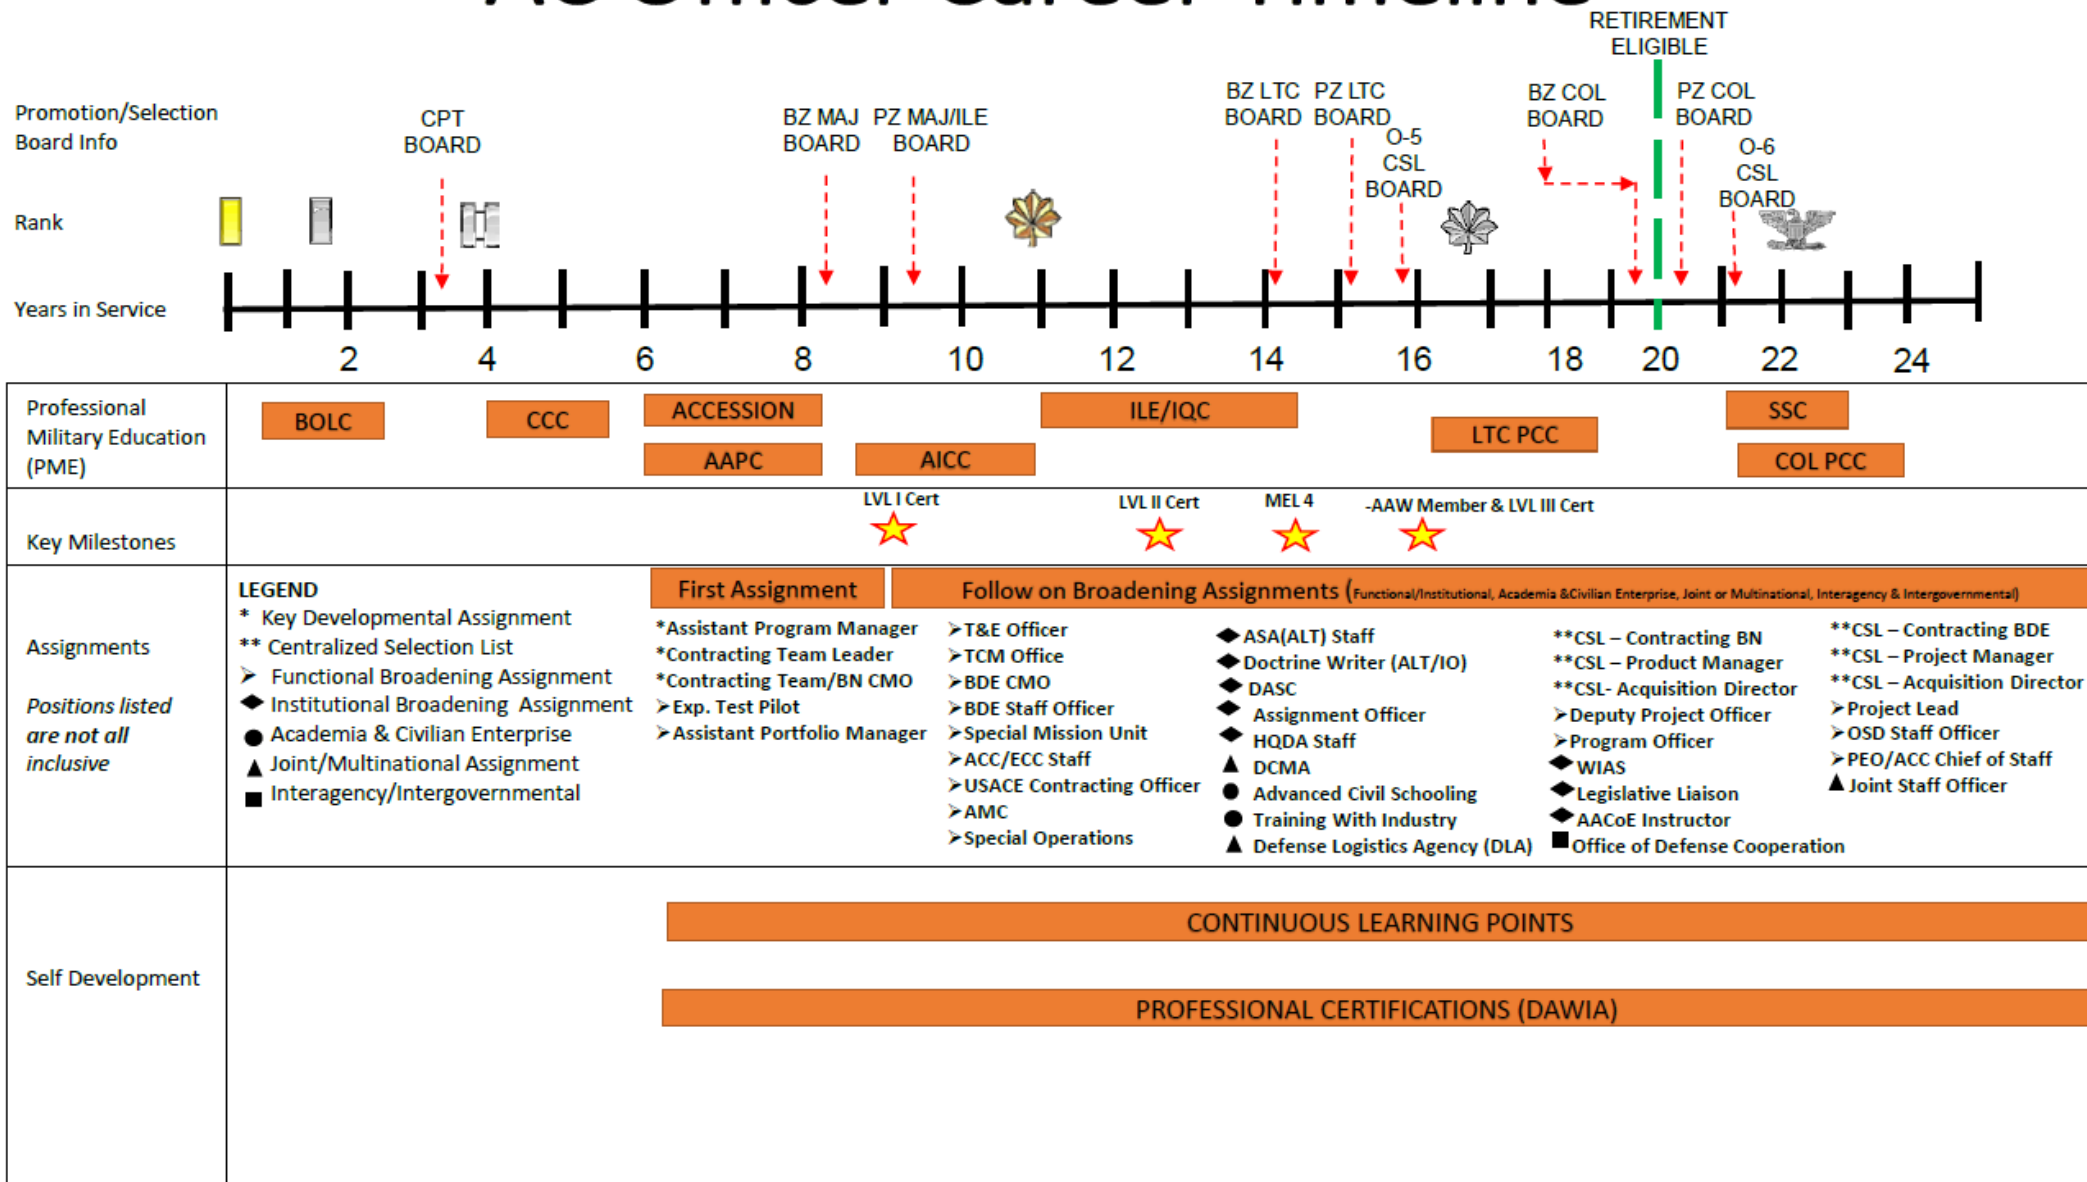 AC Officer Career Timeline
RETIREMENT
ELIGIBLE
Promotion/Selection
Board Info
CPT
BOARD
BZ MAJ
BOARD
PZ MAJ/ILE
BOARD
BZ LTC
BOARD
PZ LTC
BOARD
O-5
CSL
BOARD
BZ COL
BOARD
PZ COL
BOARD
O-6
CSL
BOARD
Rank
Years in Service
2 4 6 8 10 12 14 16 18 20 22 24
Professional
Military Education
(PME)
BOLC
CCC
ACCESSION
AAPC
AICC
ILE/IQC
LTC PCC
SSC
COL PCC
Key Milestones
LVL I Cert
LVL II Cert
MEL 4
-AAW Member & LVL III Cert
Assignments
Positions listed
are not all
inclusive
LEGEND
* Key Developmental Assignment
** Centralized Selection List
➢ Functional Broadening Assignment
◆ Institutional Broadening Assignment
● Academia & Civilian Enterprise
▲ Joint/Multinational Assignment
■ Interagency/Intergovernmental
First Assignment
Follow on Broadening Assignments (Functional/Institutional, Academia &Civilian Enterprise, Joint or Multinational, Interagency & Intergovernmental)
*Assistant Program Manager
*Contracting Team Leader
*Contracting Team/BN CMO
➢Exp. Test Pilot
➢Assistant Portfolio Manager
➢T&E Officer
➢TCM Office
➢BDE CMO
➢BDE Staff Officer
➢Special Mission Unit
➢ACC/ECC Staff
➢USACE Contracting Officer
➢AMC
➢Special Operations
◆ASA(ALT) Staff
◆Doctrine Writer (ALT/IO)
◆DASC
◆ Assignment Officer
◆ HQDA Staff
▲ DCMA
● Advanced Civil Schooling
● Training With Industry
▲ Defense Logistics Agency (DLA)
**CSL – Contracting BN
**CSL – Product Manager
**CSL- Acquisition Director
➢Deputy Project Officer
➢Program Officer
◆WIAS
◆Legislative Liaison
◆AACoE Instructor
■Office of Defense Cooperation
**CSL – Contracting BDE
**CSL – Project Manager
**CSL – Acquisition Director
➢Project Lead
➢OSD Staff Officer
➢PEO/ACC Chief of Staff
▲Joint Staff Officer
Self Development
CONTINUOUS LEARNING POINTS
PROFESSIONAL CERTIFICATIONS (DAWIA)